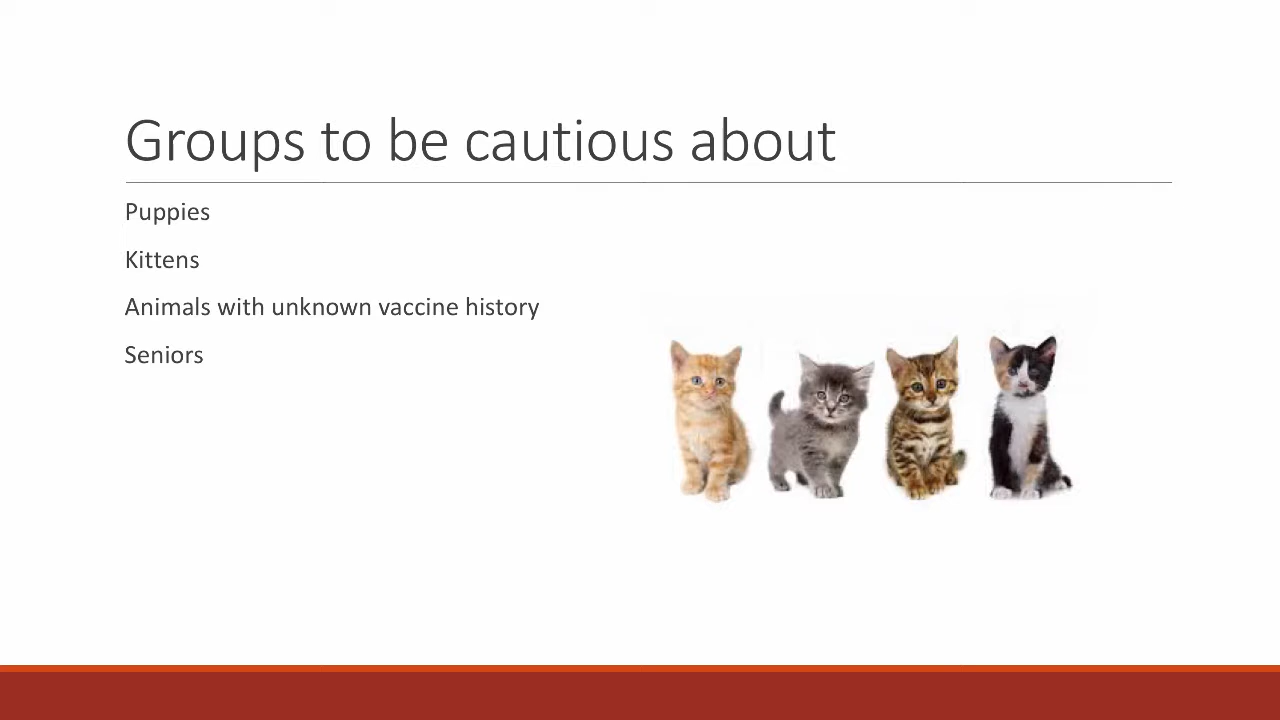 Groups to be cautious about
Puppies
Kittens
Animals with unknown vaccine history
Seniors